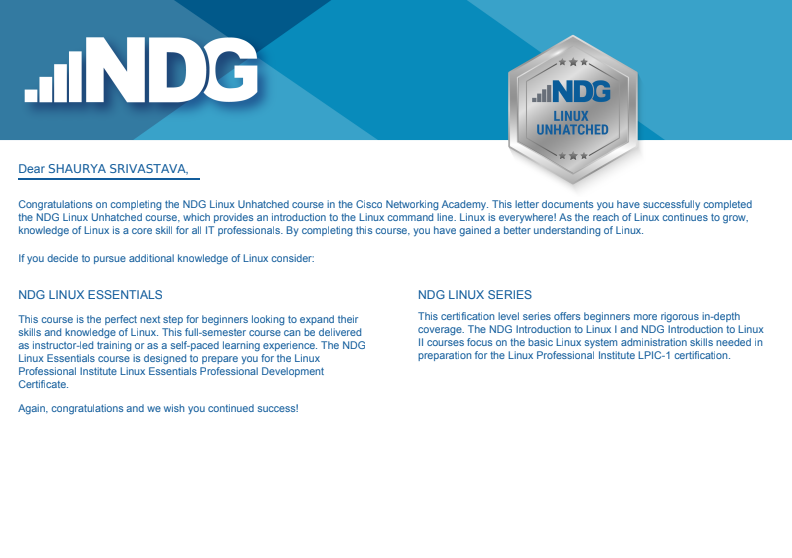 NDG
NDG
LINUX
UNHATCHED
Dear SHAURYA SRIVASTAVA,
Congratulations on completing the NDG Linux Unhatched course in the Cisco Networking Academy. This letter documents you have successfully completed
the NDG Linux Unhatched course, which provides an introduction to the Linux command line. Linux is everywhere! As the reach of Linux continues to grow,
knowledge of Linux is a core skill for all IT professionals. By completing this course, you have gained a better understanding of Linux.
If you decide to pursue additional knowledge of Linux consider:
NDG LINUX ESSENTIALS
This course is the perfect next step for beginners looking to expand their
skills and knowledge of Linux. This full-semester course can be delivered
as instructor-led training or as a self-paced learning experience. The NDG
Linux Essentials course is designed to prepare you for the Linux
Professional Institute Linux Essentials Professional Development
Certificate.
NDG LINUX SERIES
This certification level series offers beginners more rigorous in-depth
coverage. The NDG Introduction to Linux I and NDG Introduction to Linux
II courses focus on the basic Linux system administration skills needed in
preparation for the Linux Professional Institute LPIC-1 certification.
Again, congratulations and we wish you continued success!